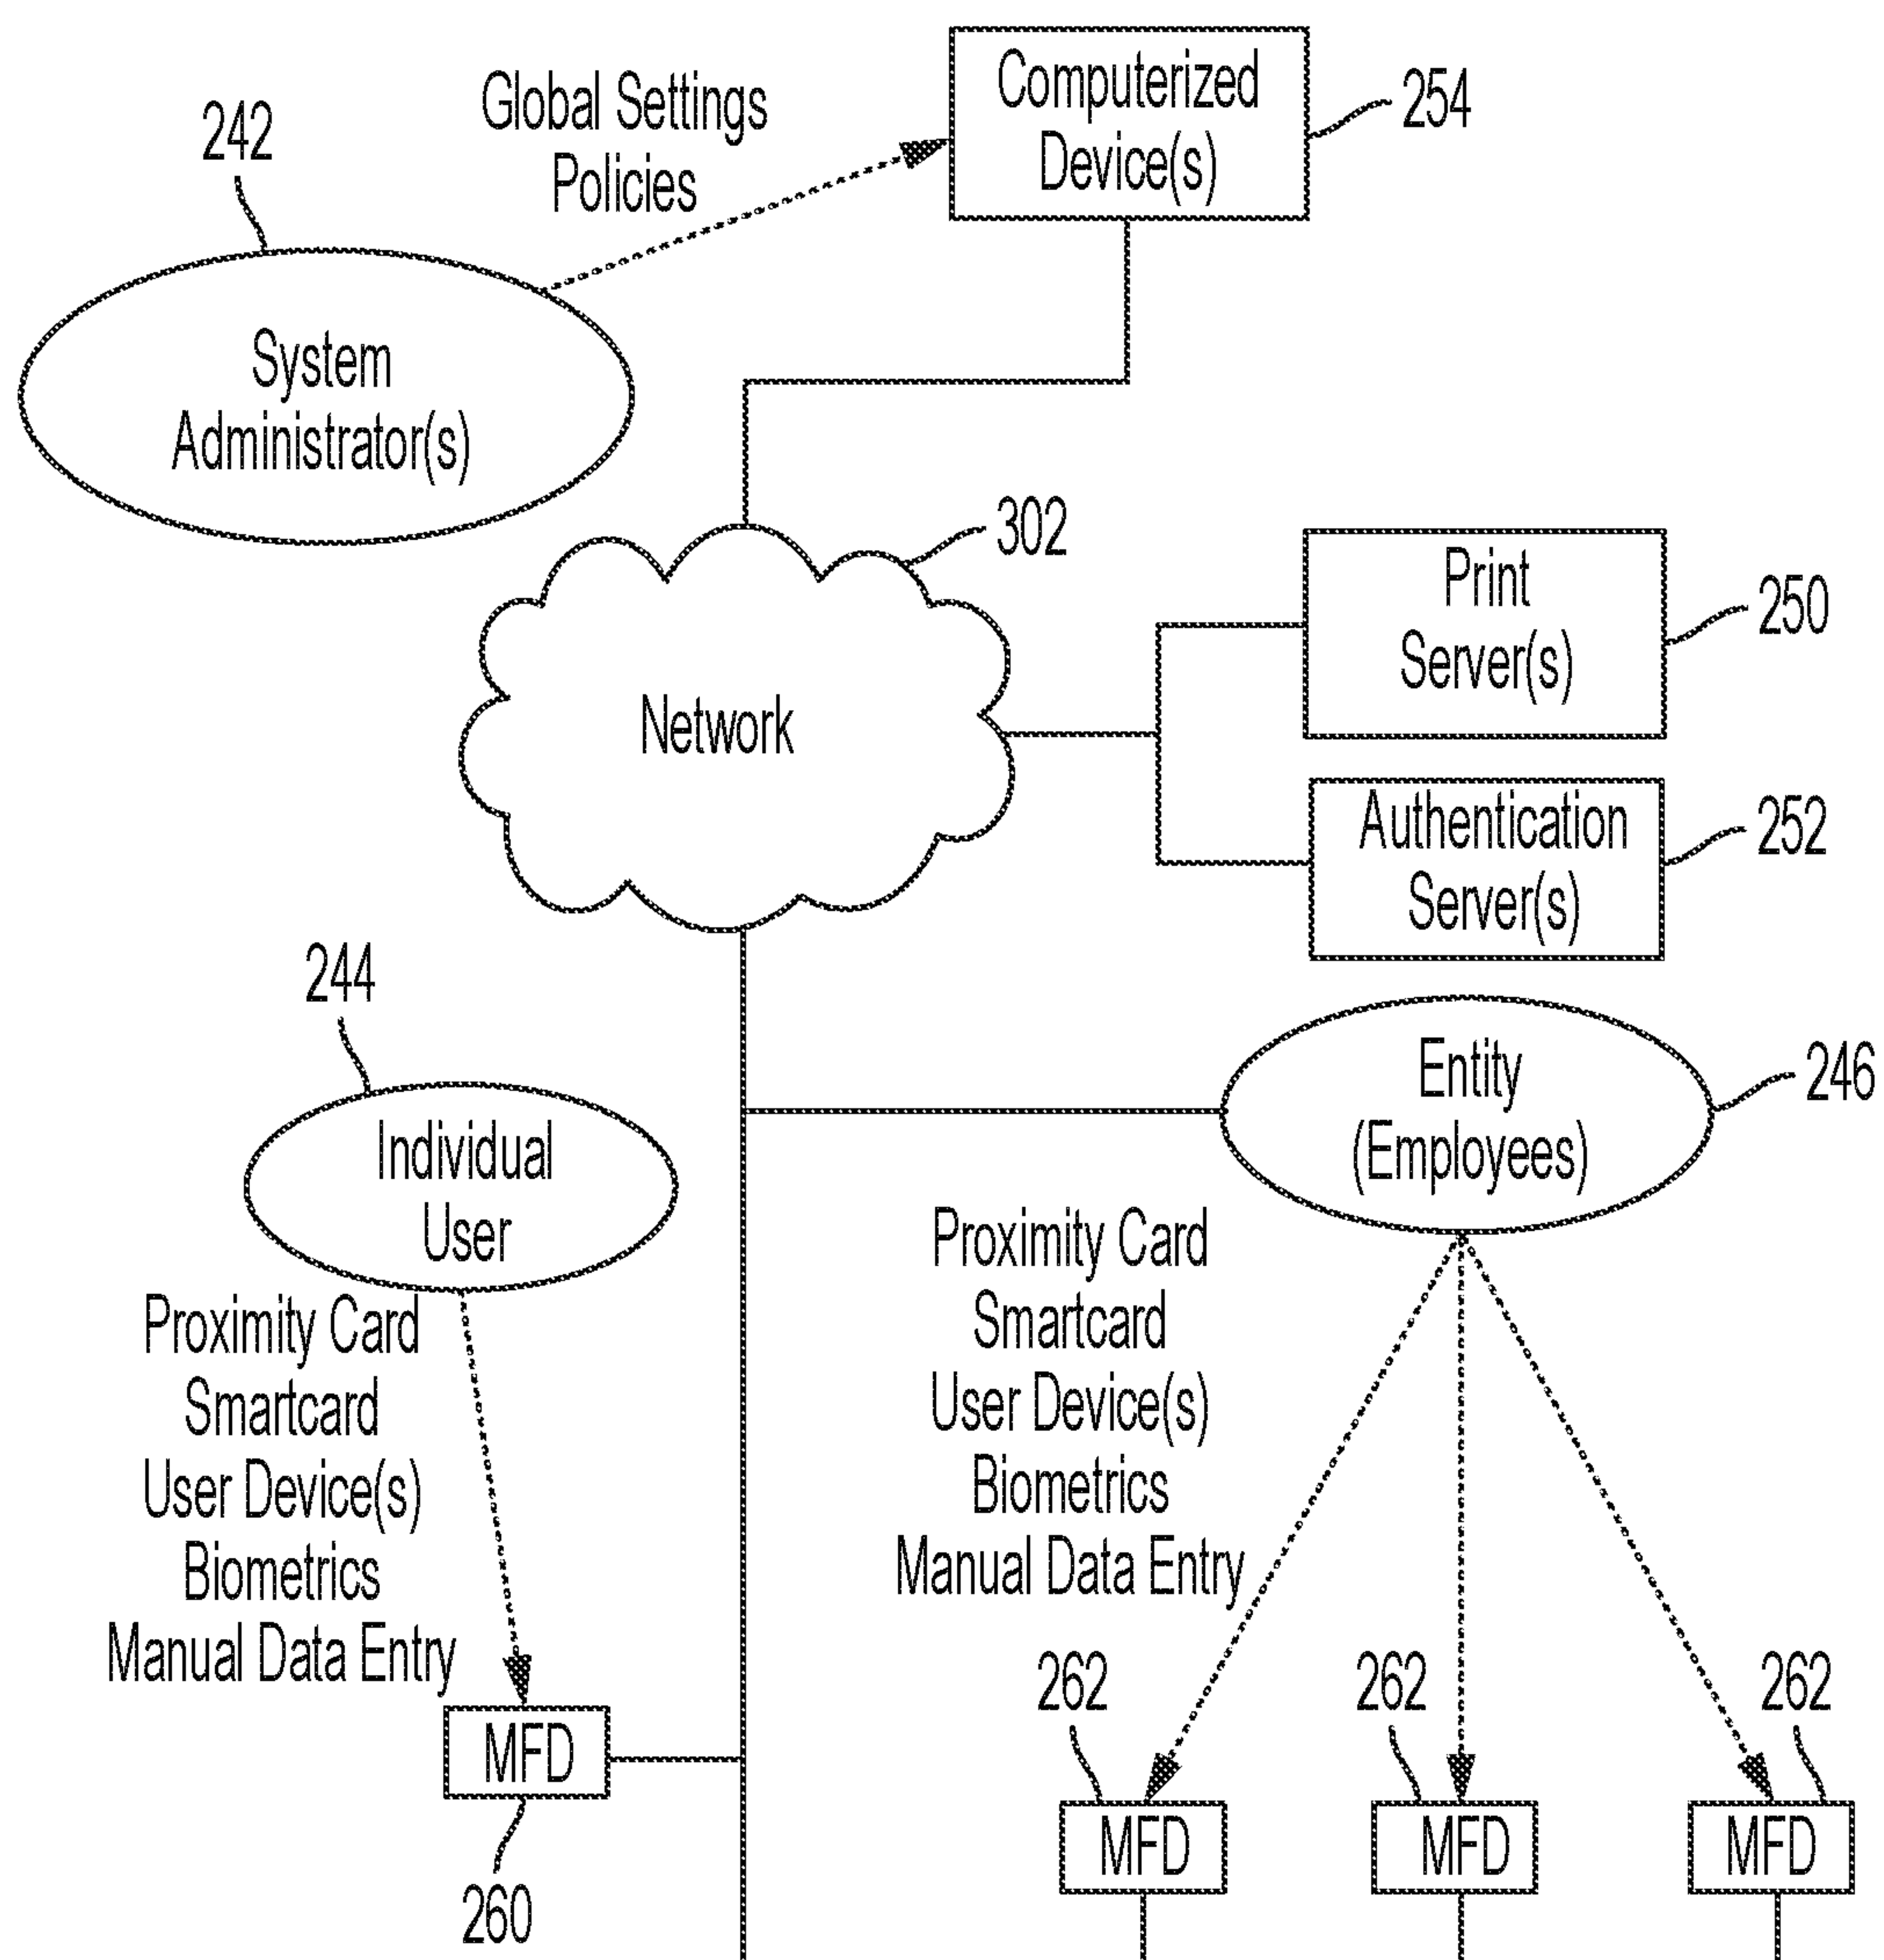 Computerized
Device(s)
254
Global Settings
Policies
242
System
Administrator(s)
302
Network
Print
Server(s)
250
Authentication
Server(s)
252
244
Individual
User
Entity
(Employees)
246
Proximity Card
Smartcard
User Device(s)
Biometrics
Manual Data Entry
Proximity Card
Smartcard
User Device(s)
Biometrics
Manual Data Entry
MFD
260
262
262
262
MFD
MFD
MFD